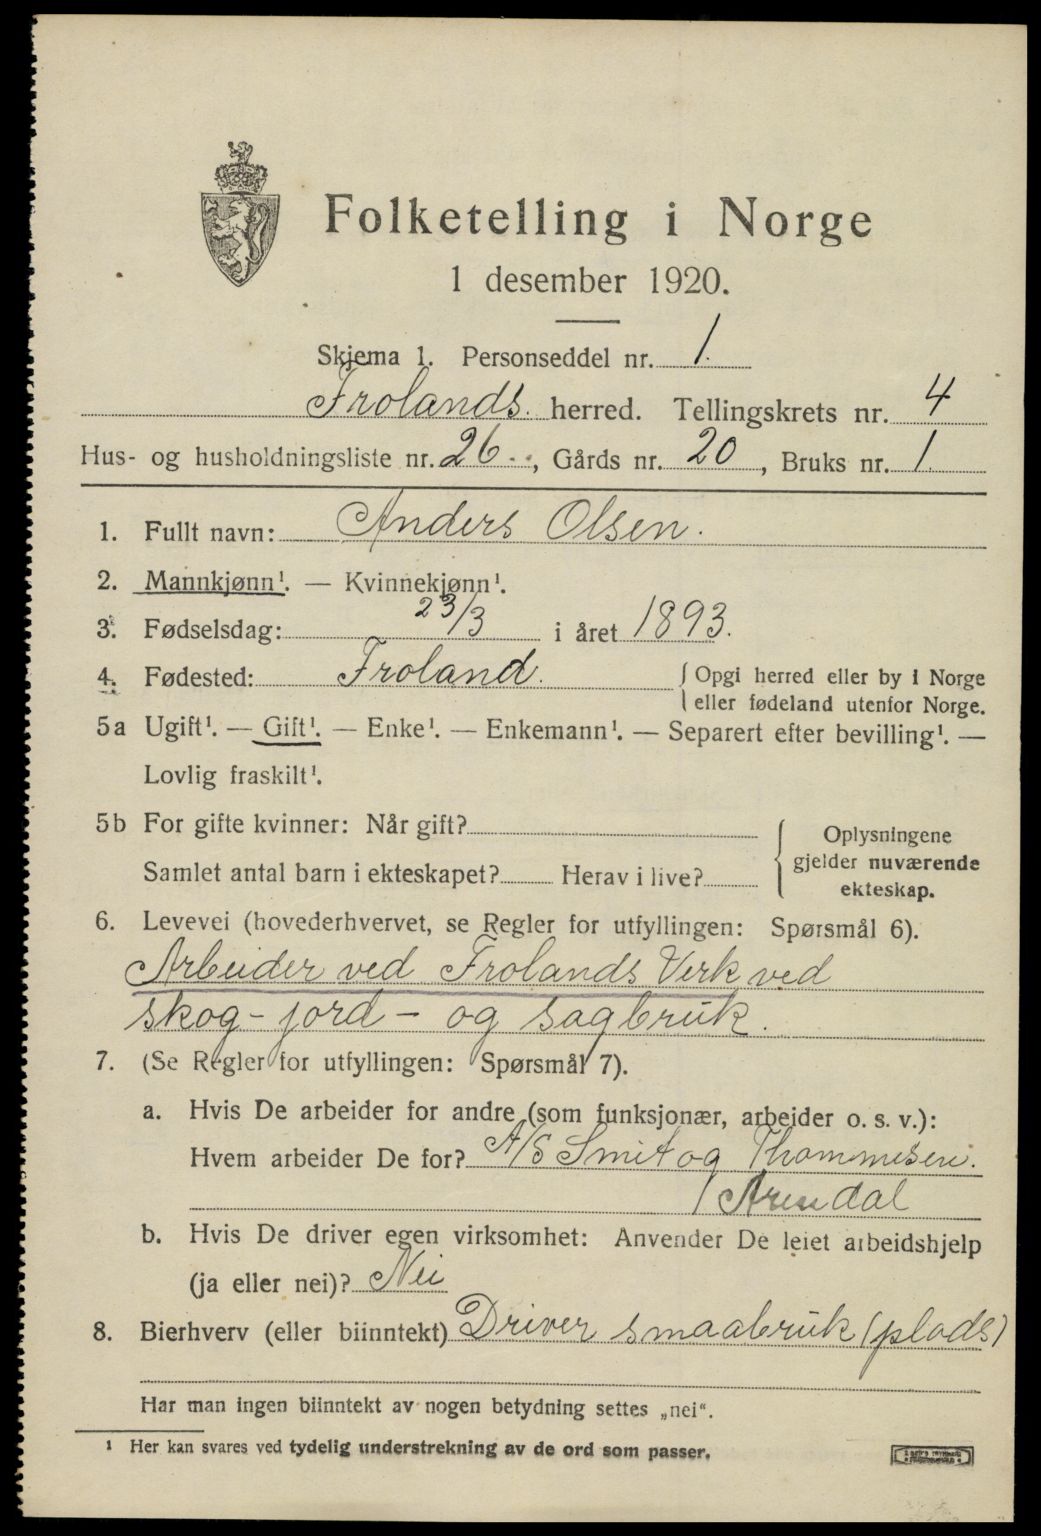 Folketelling i Norge
1 desember 1920.
Skjema 1. Personseddel nr. 1.
Frolands herred. Tellingskrets nr. 4
Hus- og husholdningsliste nr. 26., Gårds nr. 20, Bruks nr. 1.
1. Fullt navn: Anders Olsen.
2. Mannkjønn¹. — Kvinnekjønn¹.
3. Fødselsdag: 23/3 i året 1893.
4. Fødested: Froland. { Opgi herred eller by i Norge
eller fødeland utenfor Norge.
5a Ugift¹. — Gift¹. — Enke¹. — Enkemann¹. — Separert efter bevilling¹. —
Lovlig fraskilt¹.
5b For gifte kvinner: Når gift?
Samlet antal barn i ekteskapet? Herav i live?
Oplysningene
gjelder nuværende
ekteskap.
6. Levevei (hovederhvervet, se Regler for utfyllingen: Spørsmål 6).
Arbeider ved Frolands Verk ved
skog- jord- og sagbruk.
7. (Se Regler for utfyllingen: Spørsmål 7).
a. Hvis De arbeider for andre (som funksjonær, arbeider o. s. v.):
Hvem arbeider De for? A/S Smit og Thommesen.
/ Arendal
b. Hvis De driver egen virksomhet: Anvender De leiet arbeidshjelp
(ja eller nei)? Nei
8. Bierhverv (eller biinntekt) Driver smaabruk (plads)
Har man ingen biinntekt av nogen betydning settes „nei“.
¹ Her kan svares ved tydelig understrekning av de ord som passer.